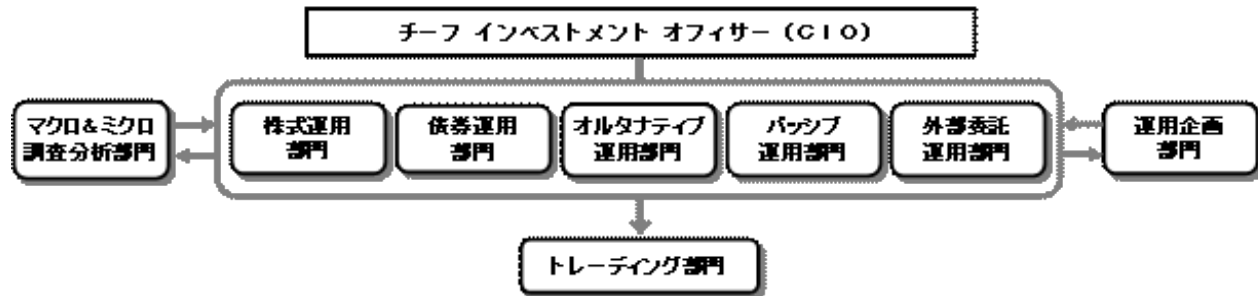 チーフ インベストメント オフィサー (CIO)
マクロ&ミクロ
調査分析部門
株式運用
部門
債券運用
部門
オルタナティブ
運用部門
パッシブ
運用部門
外部委託
運用部門
運用企画
部門
トレーディング部門